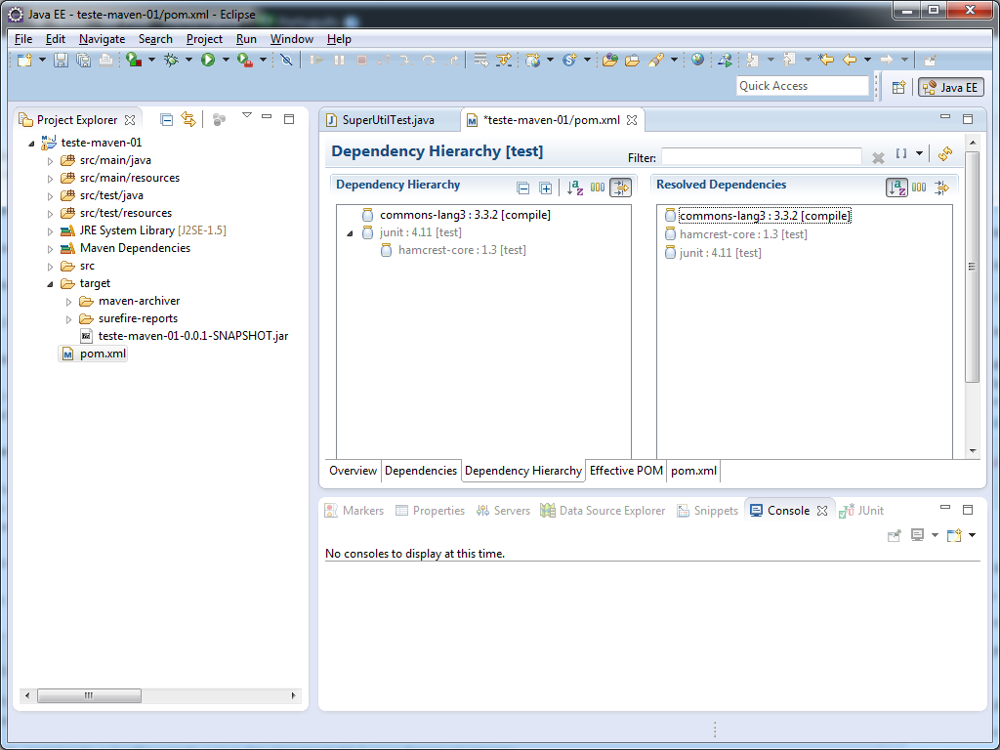 Java EE - teste-maven-01/pom.xml - Eclipse
File Edit Navigate Search Project Run Window Help
Quick Access
Java EE
Project Explorer
teste-maven-01
src/main/java
src/main/resources
src/test/java
src/test/resources
JRE System Library [J2SE-1.5]
Maven Dependencies
src
target
maven-archiver
surefire-reports
teste-maven-01-0.0.1-SNAPSHOT.jar
pom.xml
SuperUtilTest.java
*teste-maven-01/pom.xml
Dependency Hierarchy [test]
Filter:
Dependency Hierarchy
commons-lang3 : 3.3.2 [compile]
junit : 4.11 [test]
hamcrest-core : 1.3 [test]
Resolved Dependencies
commons-lang3 : 3.3.2 [compile]
hamcrest-core : 1.3 [test]
junit : 4.11 [test]
Overview Dependencies Dependency Hierarchy Effective POM pom.xml
Markers Properties Servers Data Source Explorer Snippets Console JUnit
No consoles to display at this time.